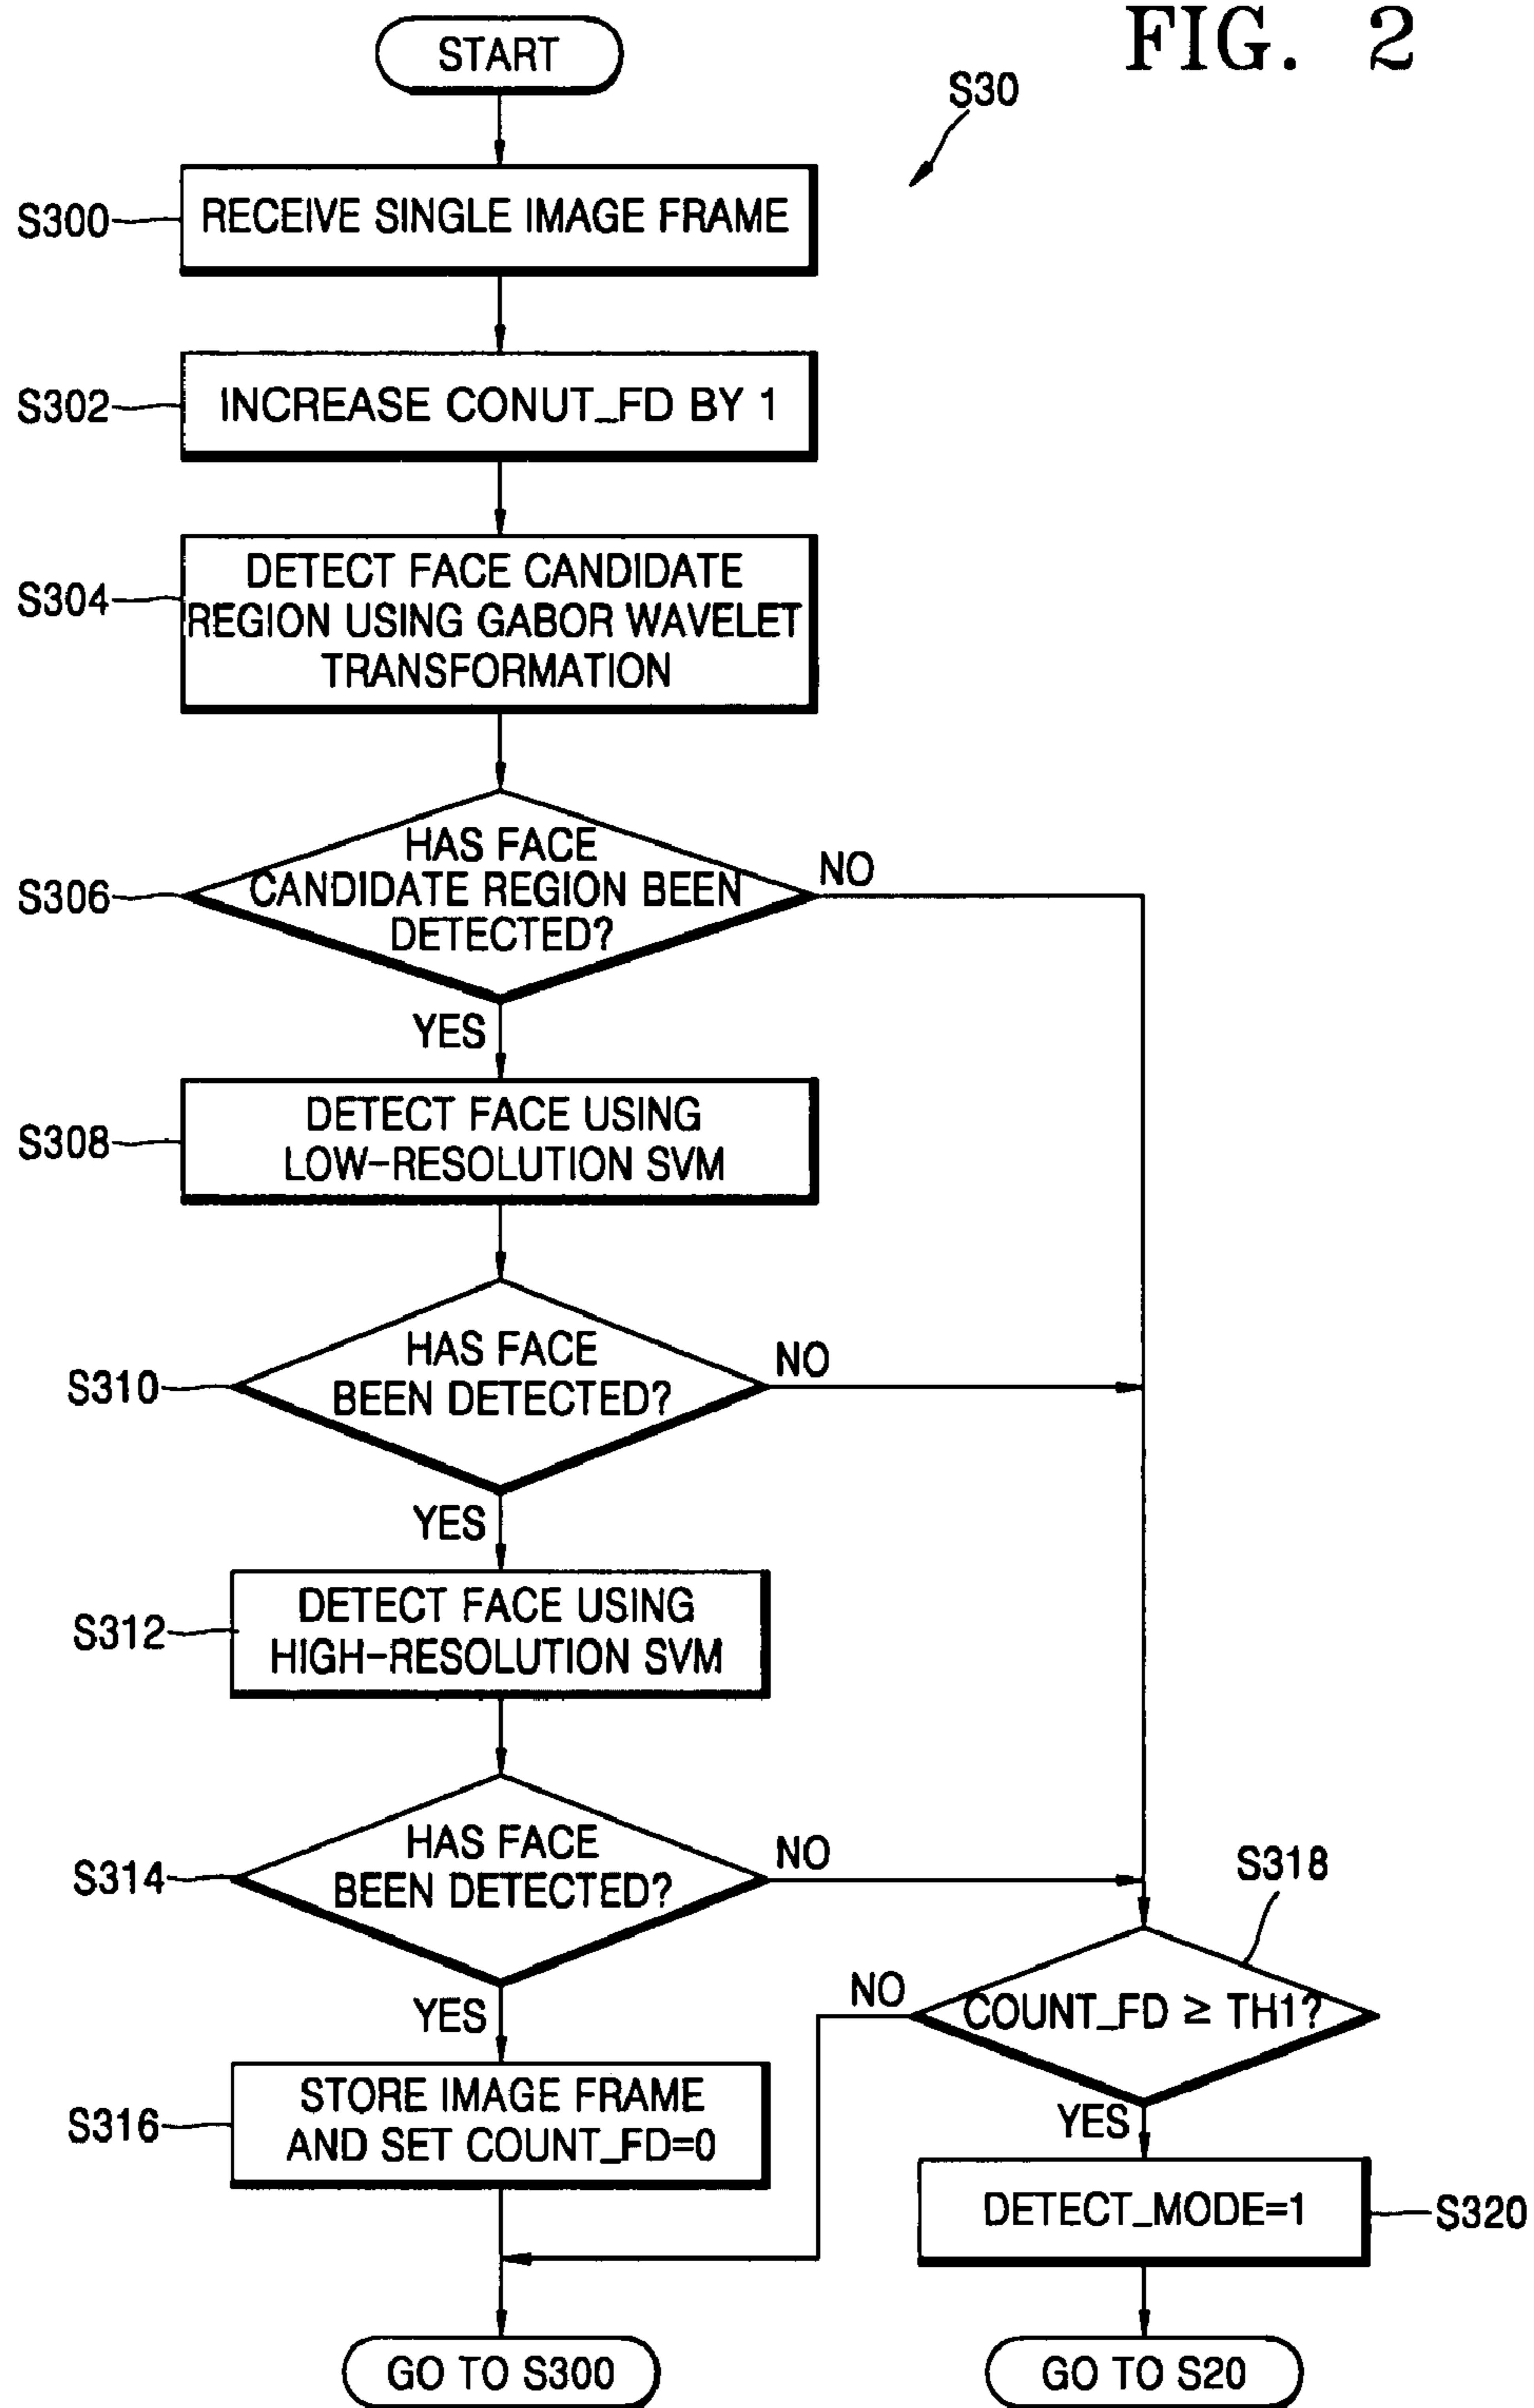 FIG. 2
START
S30
S300
RECEIVE SINGLE IMAGE FRAME
S302
INCREASE CONUT_FD BY 1
S304
DETECT FACE CANDIDATE
REGION USING GABOR WAVELET
TRANSFORMATION
S306
HAS FACE
CANDIDATE REGION BEEN
DETECTED?
NO
YES
S308
DETECT FACE USING
LOW-RESOLUTION SVM
S310
HAS FACE
BEEN DETECTED?
NO
YES
S312
DETECT FACE USING
HIGH-RESOLUTION SVM
S314
HAS FACE
BEEN DETECTED?
NO
YES
S318
COUNT_FD ≥ TH1?
NO
YES
S316
STORE IMAGE FRAME
AND SET COUNT_FD=0
DETECT_MODE=1
S320
GO TO S300
GO TO S20